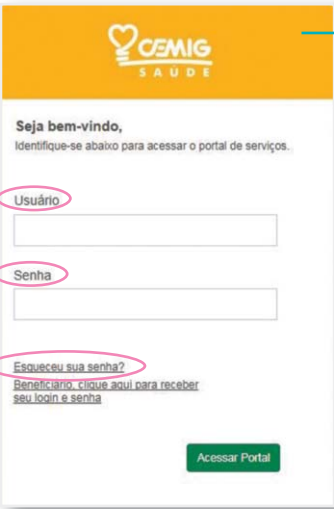 CEMIG
SAÚDE
Seja bem-vindo,
Identifique-se abaixo para acessar o portal de serviços.
Usuário
Senha
Esqueceu sua senha?
Beneficiário, clique aqui para receber
seu login e senha
Acessar Portal